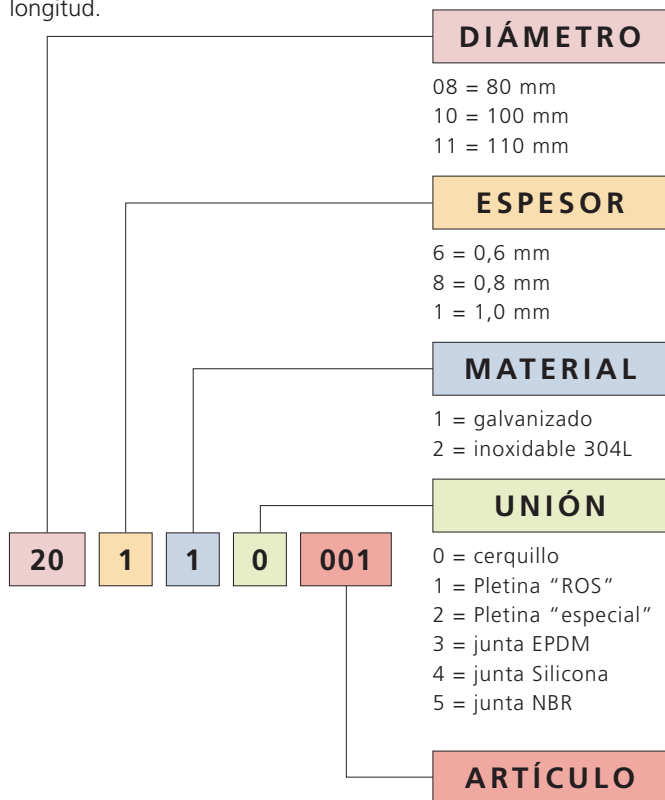 longitud.
DIÁMETRO
08 = 80 mm
10 = 100 mm
11 = 110 mm
ESPESOR
6 = 0,6 mm
8 = 0,8 mm
1 = 1,0 mm
MATERIAL
1 = galvanizado
2 = inoxidable 304L
UNIÓN
20 1 1 0 001
0 = cerquillo
1 = Pletina “ROS”
2 = Pletina “especial”
3 = junta EPDM
4 = junta Silicona
5 = junta NBR
ARTÍCULO